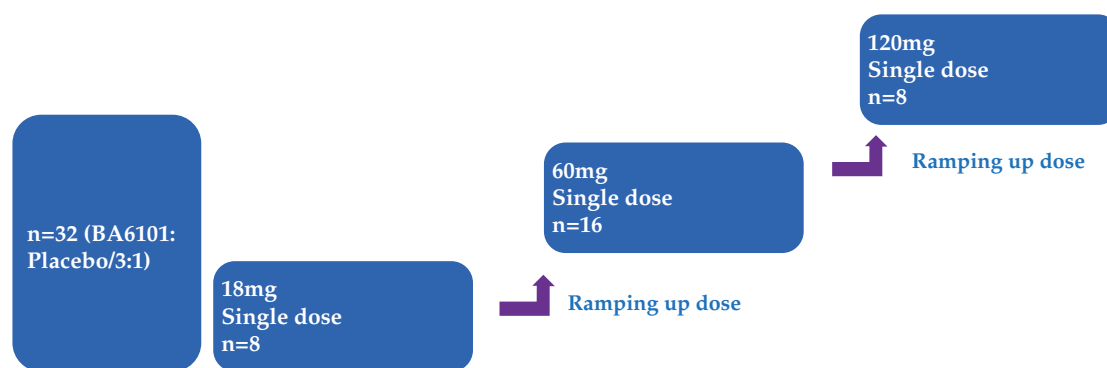 n=32 (BA6101:
Placebo/3:1)
18mg
Single dose
n=8
Ramping up dose
60mg
Single dose
n=16
Ramping up dose
120mg
Single dose
n=8